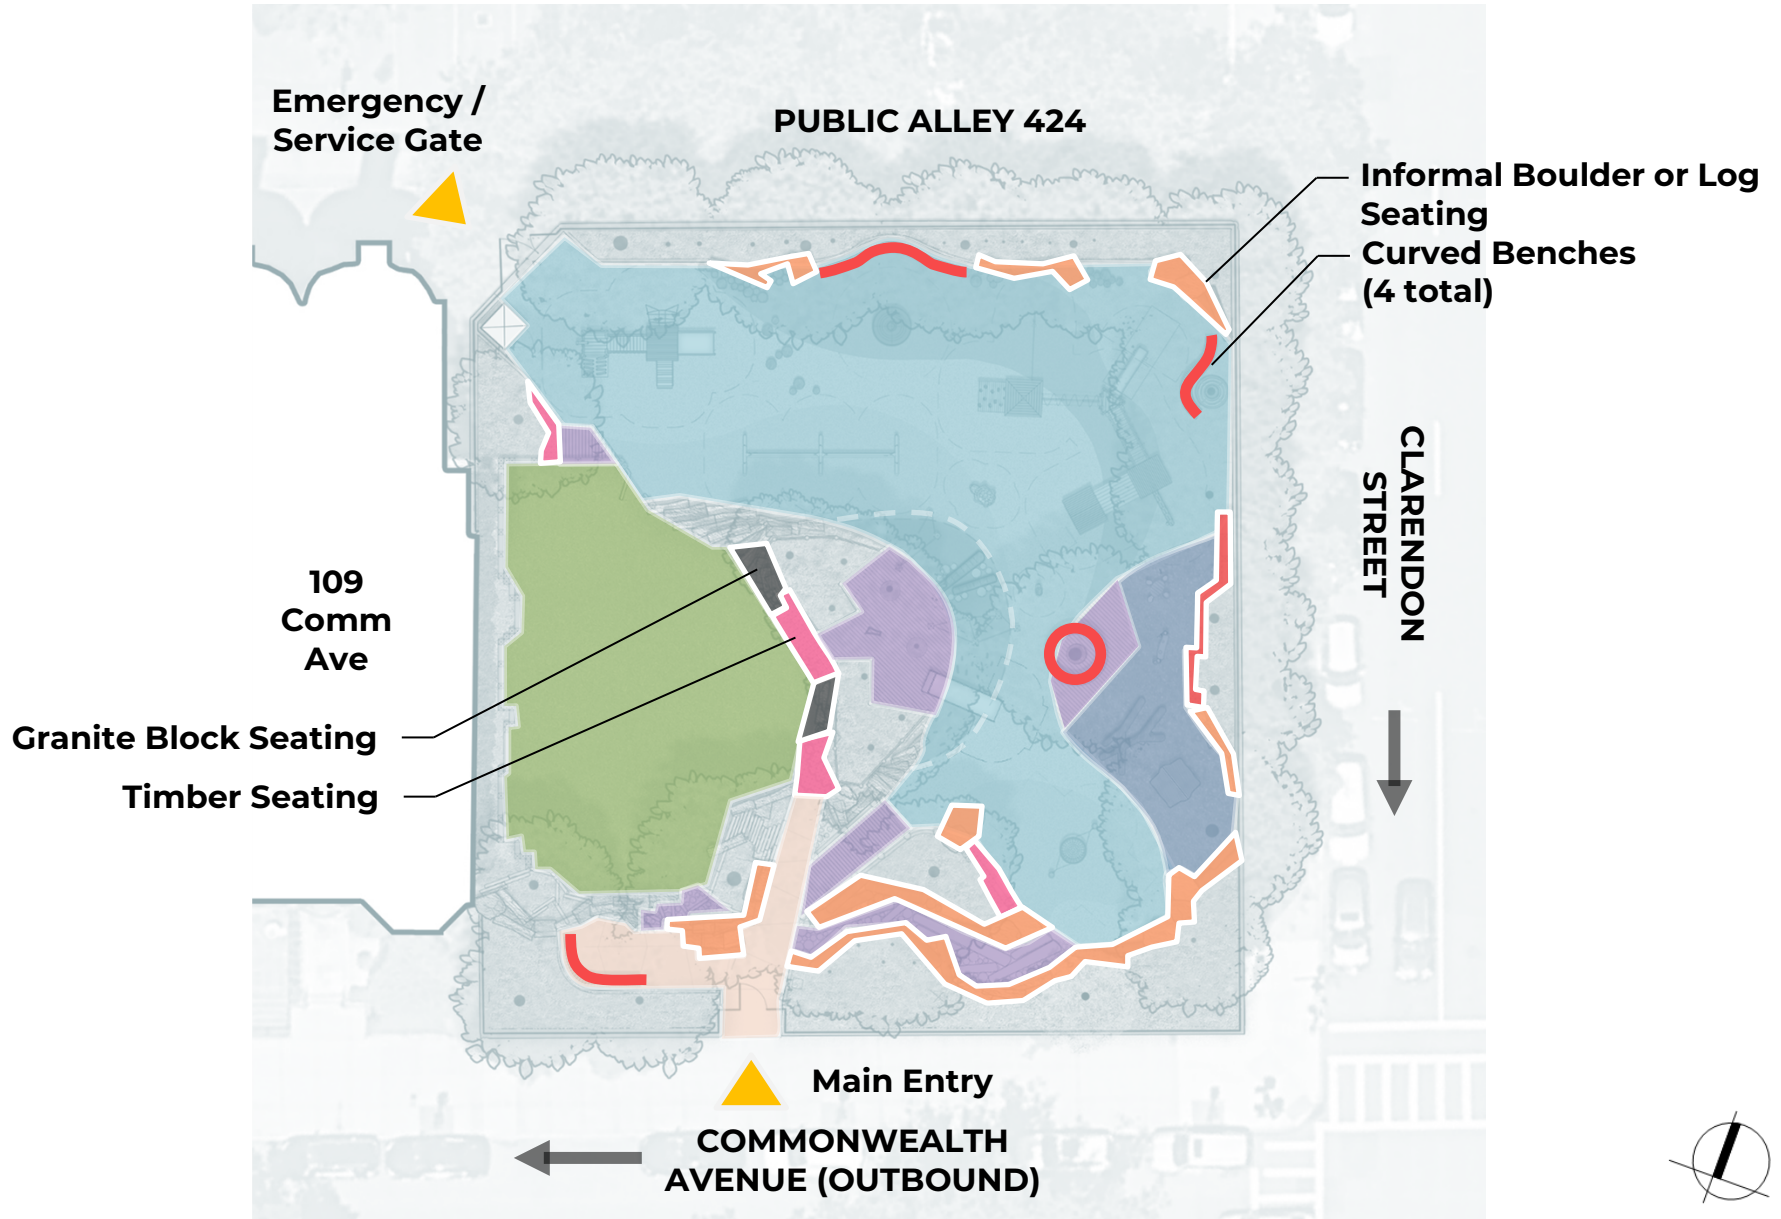 Emergency /
Service Gate
PUBLIC ALLEY 424
Informal Boulder or Log
Seating
Curved Benches
(4 total)
CLARENDON
STREET
109
Comm
Ave
Granite Block Seating
Timber Seating
Main Entry
COMMONWEALTH
AVENUE (OUTBOUND)